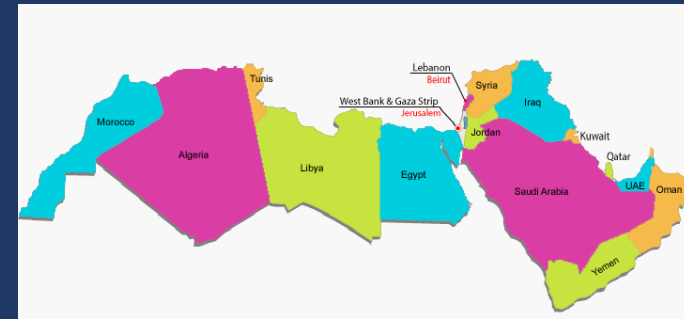 Lebanon
Beirut
Tunis
Syria
Iraq
West Bank & Gaza Strip
Jerusalem
Morocco
Jordan
Kuwait
Algeria
Qatar
Libya
Egypt
Saudi Arabia
UAE
Oman
Yemen